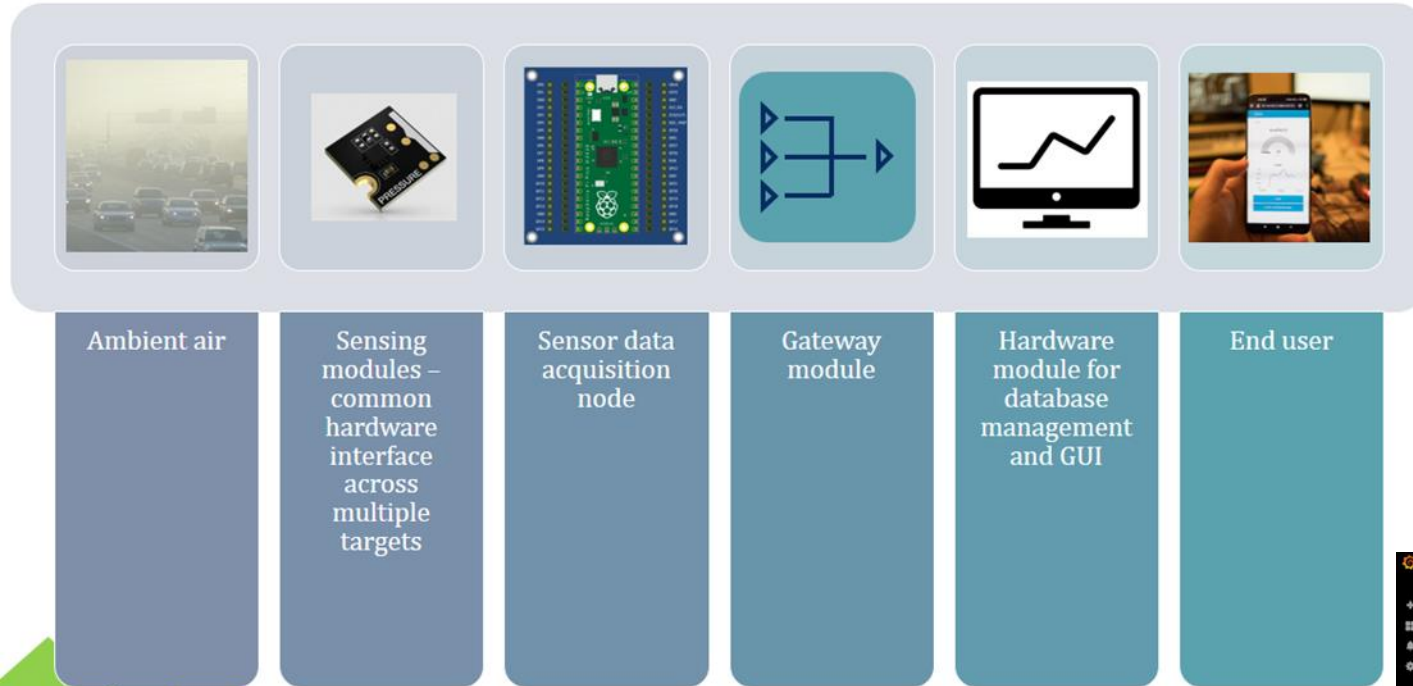 PRESSURE
Ambient air
Sensing
modules –
common
hardware
interface
across
multiple
targets
Sensor data
acquisition
node
Gateway
module
Hardware
module for
database
management
and GUI
End user